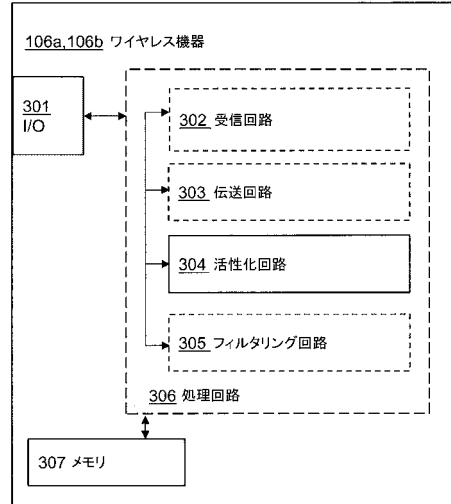 106a,106b ワイヤレス機器
301
I/O
302 受信回路
303 伝送回路
304 活性化回路
305 フィルタリング回路
306 処理回路
307 メモリ